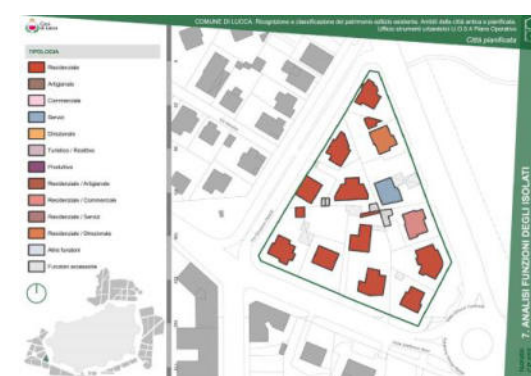 Città
di Lucca
COMUNE DI LUCCA. Ricognizione e classificazione del patrimonio edilizio esistente. Ambiti della città antica e pianificata.
Ufficio strumenti urbanistici U.O.5.4 Piano Operativo
Città pianificata
TIPOLOGIA
Residenziale
Artigianale
Commerciale
Servizi
Direzionale
Turistico / Ricettivo
Produttivo
Residenziale / Artigianale
Residenziale / Commerciale
Residenziale / Servizi
Residenziale / Direzionale
Altre funzioni
Funzioni accessorie
7. ANALISI FUNZIONI DEGLI ISOLATI